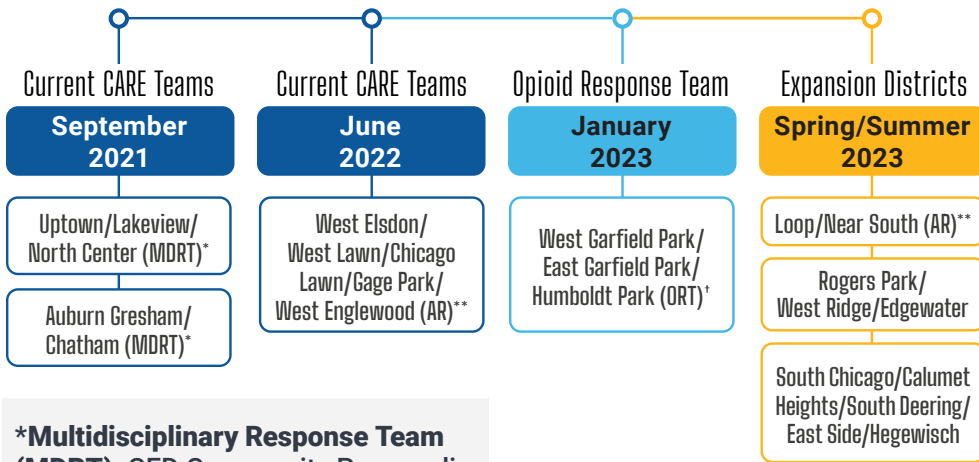 Current CARE Teams
September
2021
Uptown/Lakeview/
North Center (MDRT)*
Auburn Gresham/
Chatham (MDRT)*
Current CARE Teams
June
2022
West Elsdon/
West Lawn/Chicago
Lawn/Gage Park/
West Englewood (AR)**
Opioid Response Team
January
2023
West Garfield Park/
East Garfield Park/
Humboldt Park (ORT)†
Expansion Districts
Spring/Summer
2023
Loop/Near South (AR)**
Rogers Park/
West Ridge/Edgewater
South Chicago/Calumet
Heights/South Deering/
East Side/Hegewisch
*Multidisciplinary Response Team
(MDRT)